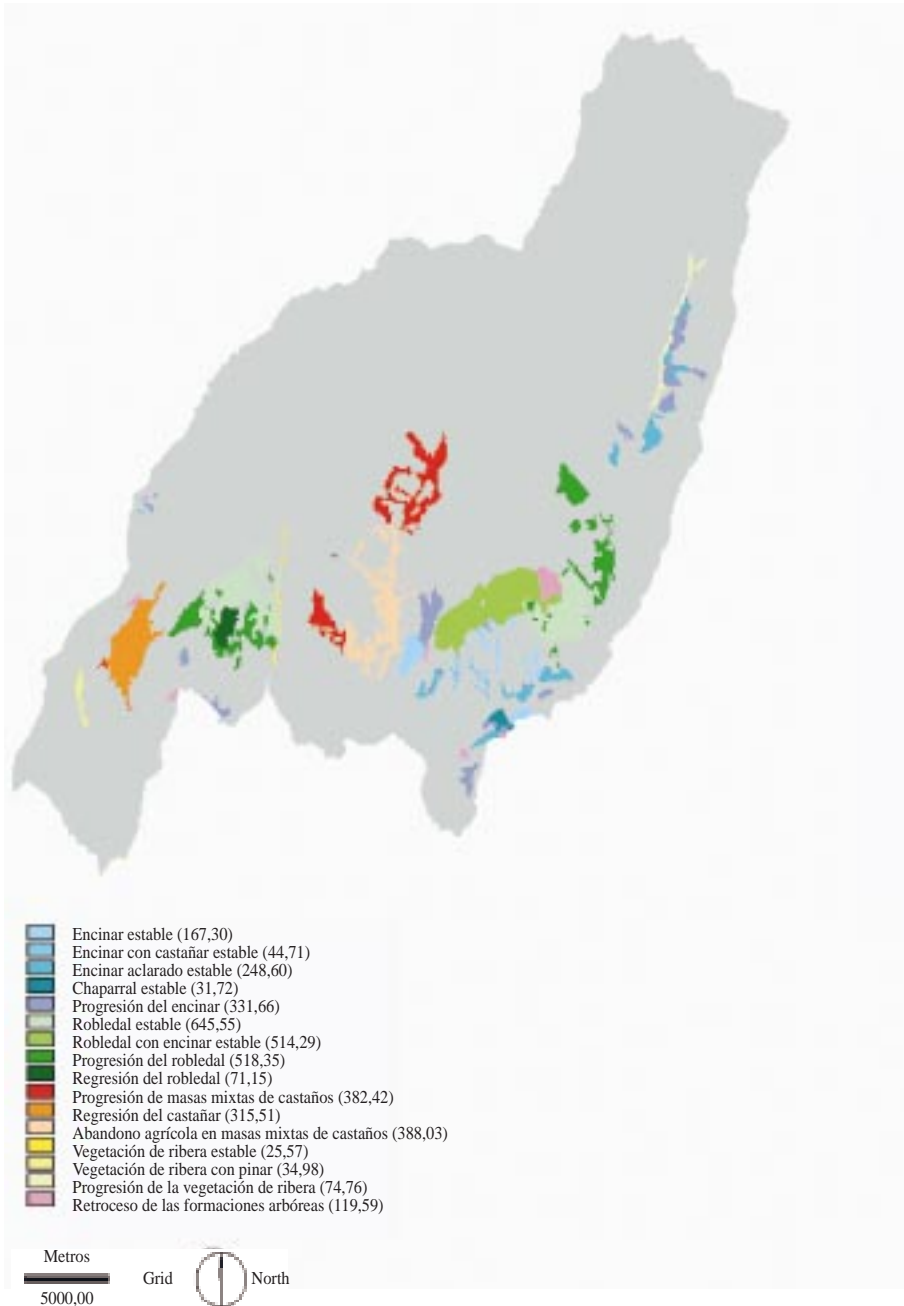 Encinar estable (167,30)
Encinar con castañar estable (44,71)
Encinar aclarado estable (248,60)
Chaparral estable (31,72)
Progresión del encinar (331,66)
Robledal estable (645,55)
Robledal con encinar estable (514,29)
Progresión del robledal (518,35)
Regresión del robledal (71,15)
Progresión de masas mixtas de castaños (382,42)
Regresión del castañar (315,51)
Abandono agrícola en masas mixtas de castaños (388,03)
Vegetación de ribera estable (25,57)
Vegetación de ribera con pinar (34,98)
Progresión de la vegetación de ribera (74,76)
Retroceso de las formaciones arbóreas (119,59)
Metros
Grid North
5000,00